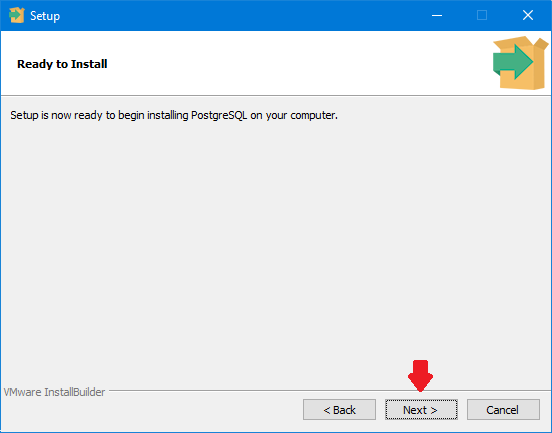 Setup
Ready to Install
Setup is now ready to begin installing PostgreSQL on your computer.
VMware InstallBuilder
< Back
Next >
Cancel